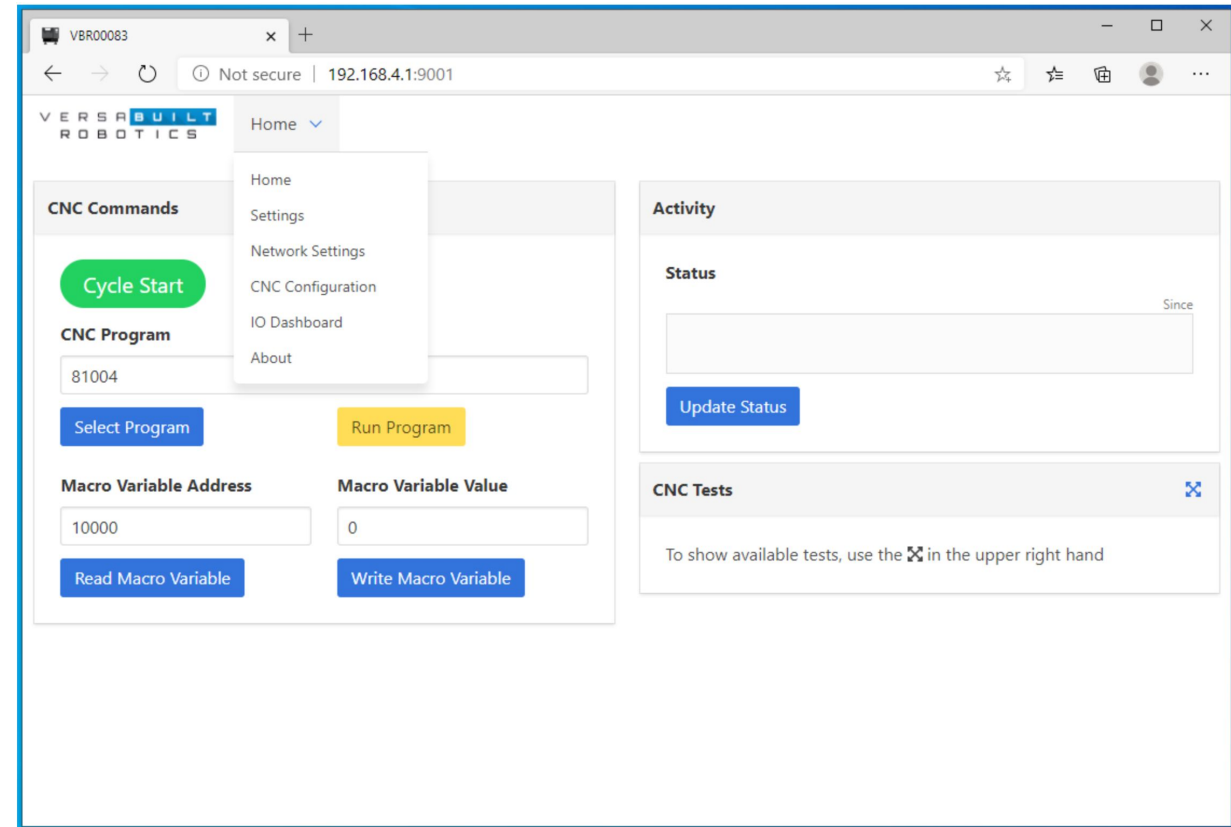 VBR00083
Not secure | 192.168.4.1:9001
VERSABUILT
ROBOTICS
Home
Home
Settings
Network Settings
CNC Configuration
IO Dashboard
About
CNC Commands
Cycle Start
CNC Program
81004
Select Program
Run Program
Macro Variable Address
Macro Variable Value
10000
0
Read Macro Variable
Write Macro Variable
Activity
Status
Since
Update Status
CNC Tests
To show available tests, use the in the upper right hand